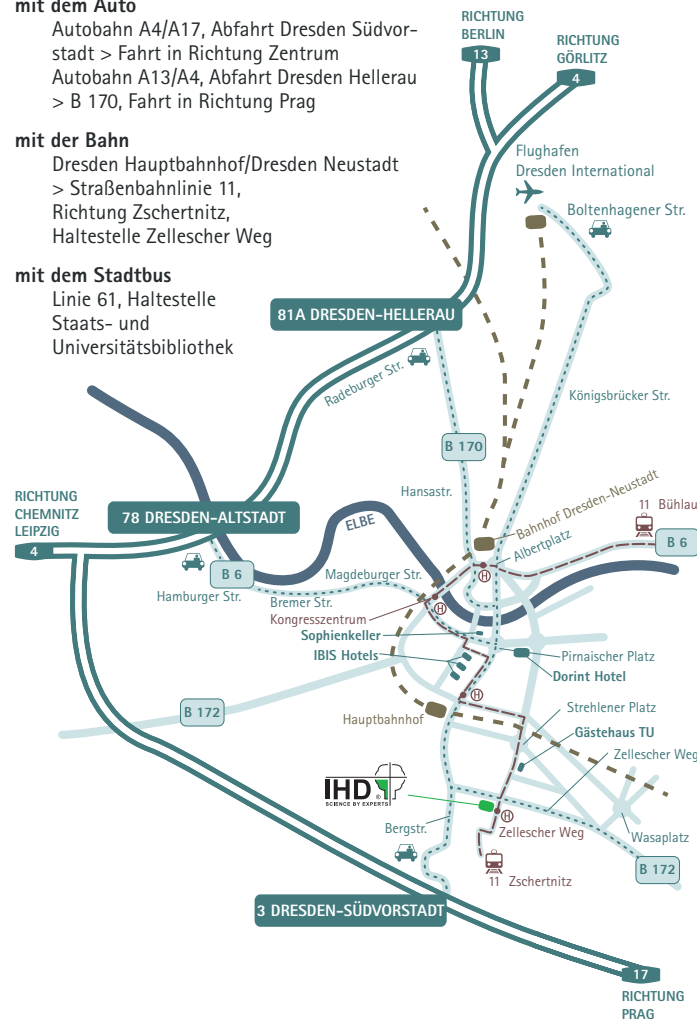 mit dem Auto
Autobahn A4/A17, Abfahrt Dresden Südvor-
stadt > Fahrt in Richtung Zentrum
Autobahn A13/A4, Abfahrt Dresden Hellerau
> B 170, Fahrt in Richtung Prag
mit der Bahn
Dresden Hauptbahnhof/Dresden Neustadt
> Straßenbahnlinie 11,
Richtung Zschertnitz,
Haltestelle Zellescher Weg
mit dem Stadtbus
Linie 61, Haltestelle
Staats- und
Universitätsbibliothek
RICHTUNG
BERLIN
13
RICHTUNG
GÖRLITZ
4
Flughafen
Dresden International
Boltenhagener Str.
81A DRESDEN-HELLERAU
Radeburger Str.
Königsbrücker Str.
B 170
Hansastr.
RICHTUNG
CHEMNITZ
LEIPZIG
4
78 DRESDEN-ALTSTADT
ELBE
Bahnhof Dresden-Neustadt
Albertplatz
11 Bühlau
B 6
H
B 6
Hamburger Str.
Magdeburger Str.
Bremer Str.
Kongresszentrum
H
Sophienkeller
IBIS Hotels
Pirnaischer Platz
Dorint Hotel
H
B 172
Hauptbahnhof
Strehlener Platz
Gästehaus TU
Zellescher Weg
IHD®
SCIENCE BY EXPERTS
H
Bergstr.
Zellescher Weg
Wasaplatz
B 172
11 Zschertnitz
3 DRESDEN-SÜDVORSTADT
17
RICHTUNG
PRAG